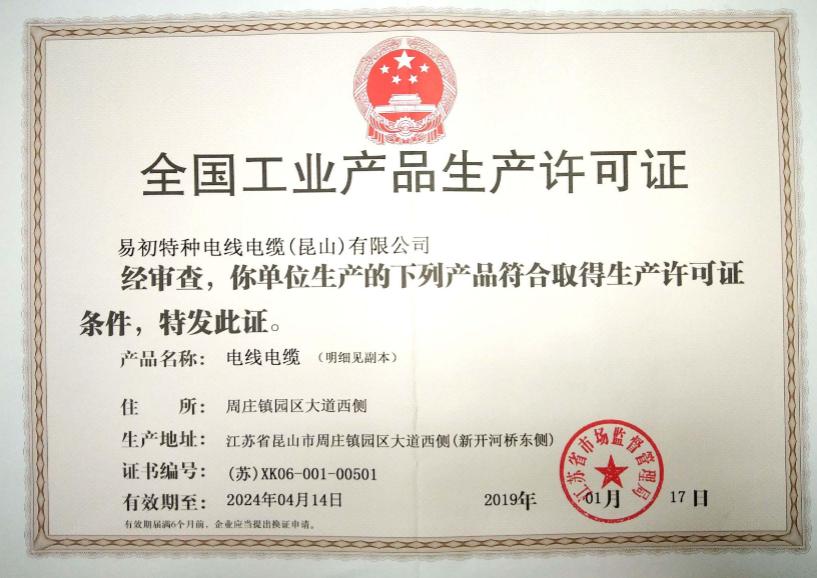 全国工业产品生产许可证
易初特种电线电缆(昆山)有限公司
经审查，你单位生产的下列产品符合取得生产许可证
条件，特发此证。
产品名称： 电线电缆 （明细见副本）
住 所： 周庄镇园区大道西侧
生产地址： 江苏省昆山市周庄镇园区大道西侧(新开河桥东侧)
证书编号： (苏)XK06-001-00501
有效期至： 2024年04月14日
2019年 01月 17日
江苏省市场监督管理局
有效期届满6个月前，企业应当提出换证申请。